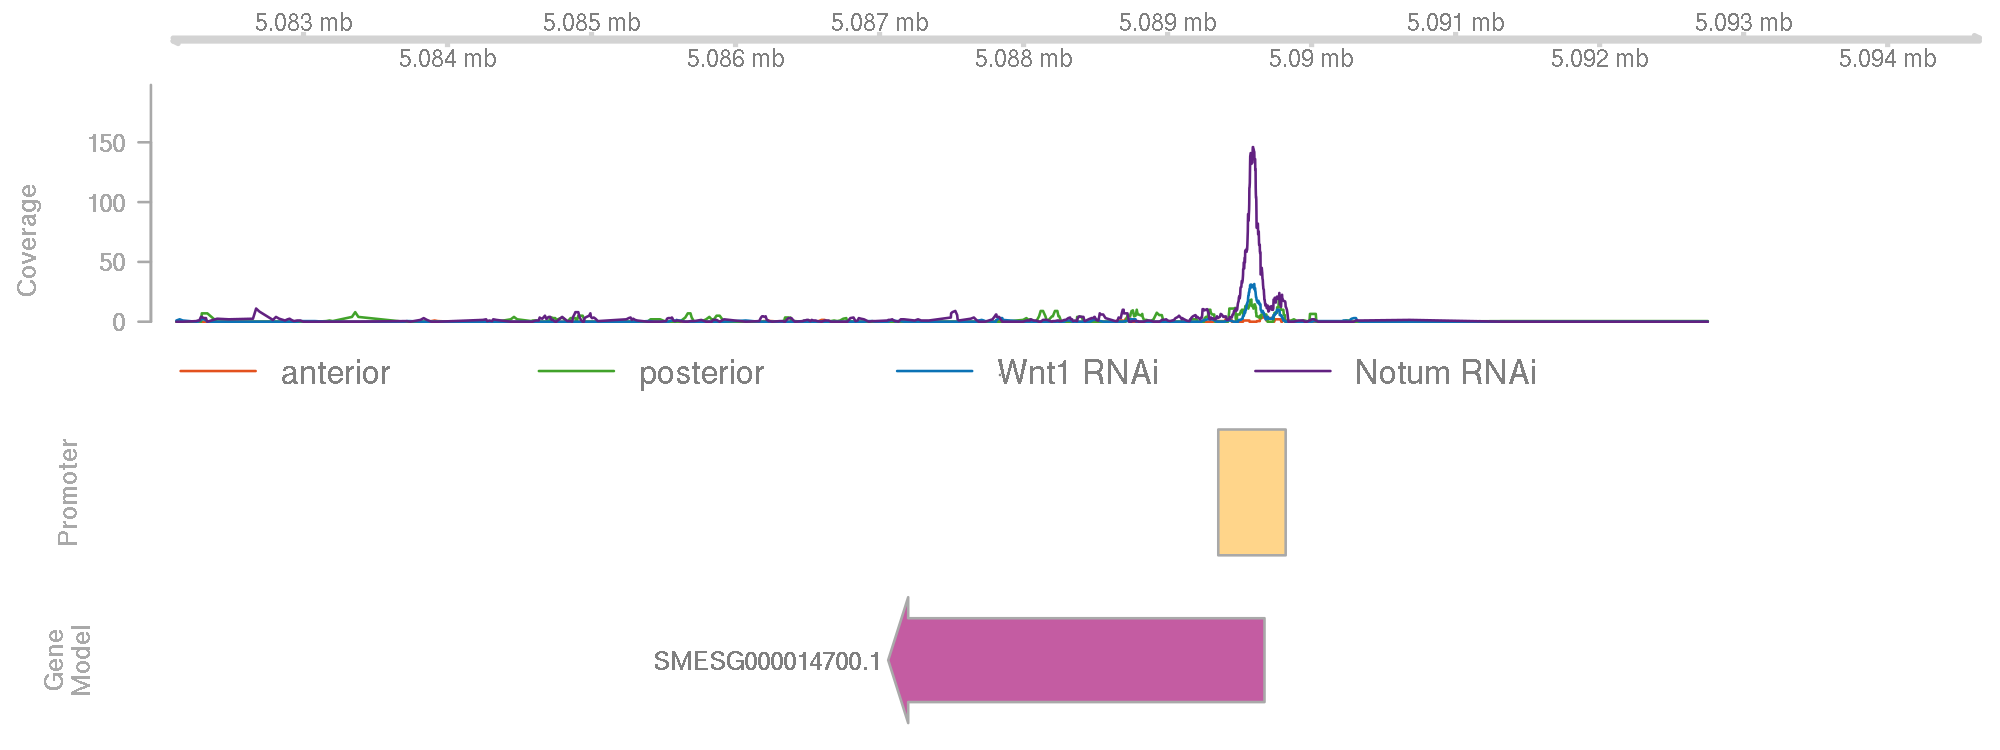 5.083 mb 5.085 mb 5.087 mb 5.089 mb 5.091 mb 5.093 mb
5.084 mb 5.086 mb 5.088 mb 5.09 mb 5.092 mb 5.094 mb
Coverage
150
100
50
0
anterior posterior Wnt1 RNAi Notum RNAi
Promoter
Gene
Model
SMESG000014700.1